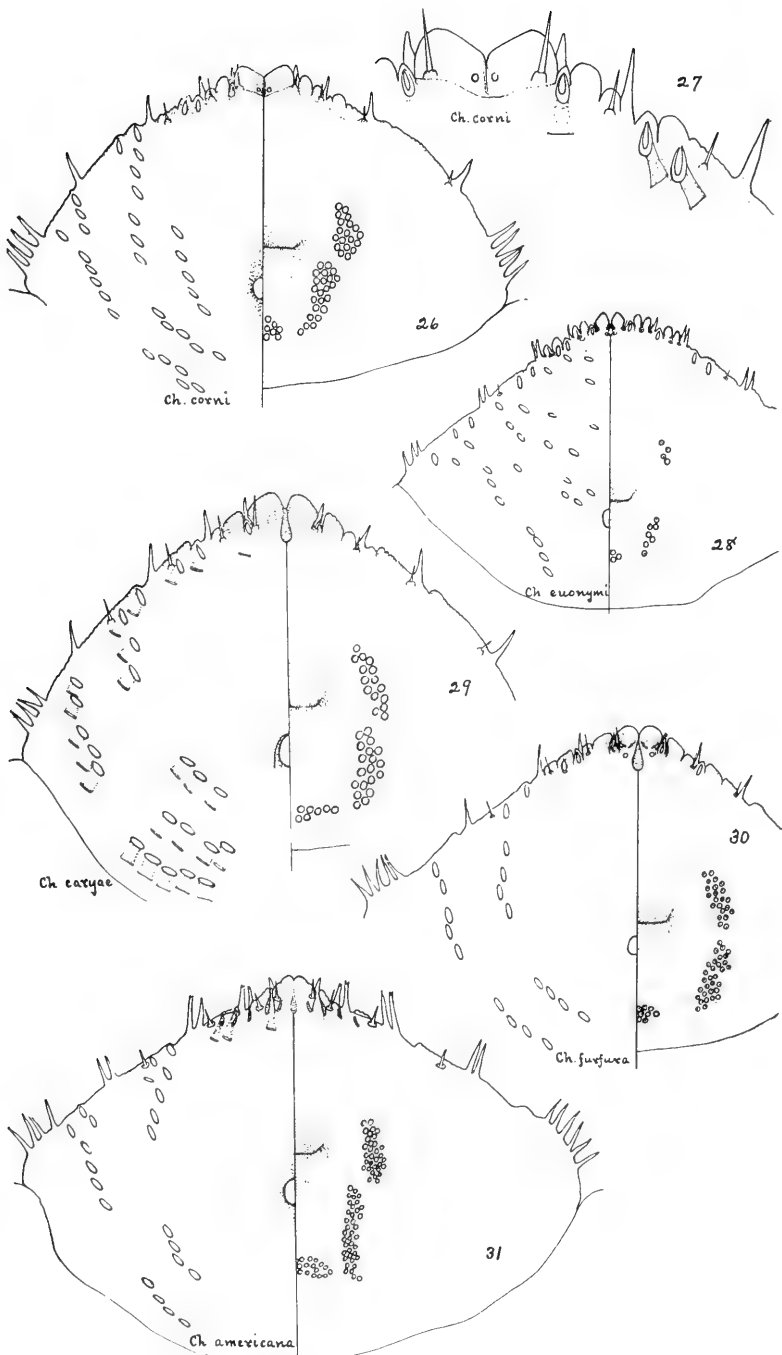 27
Ch. corni
26
Ch. corni
28
Ch euonymi
29
Ch caryae
30
Ch. furfura
31
Ch americana